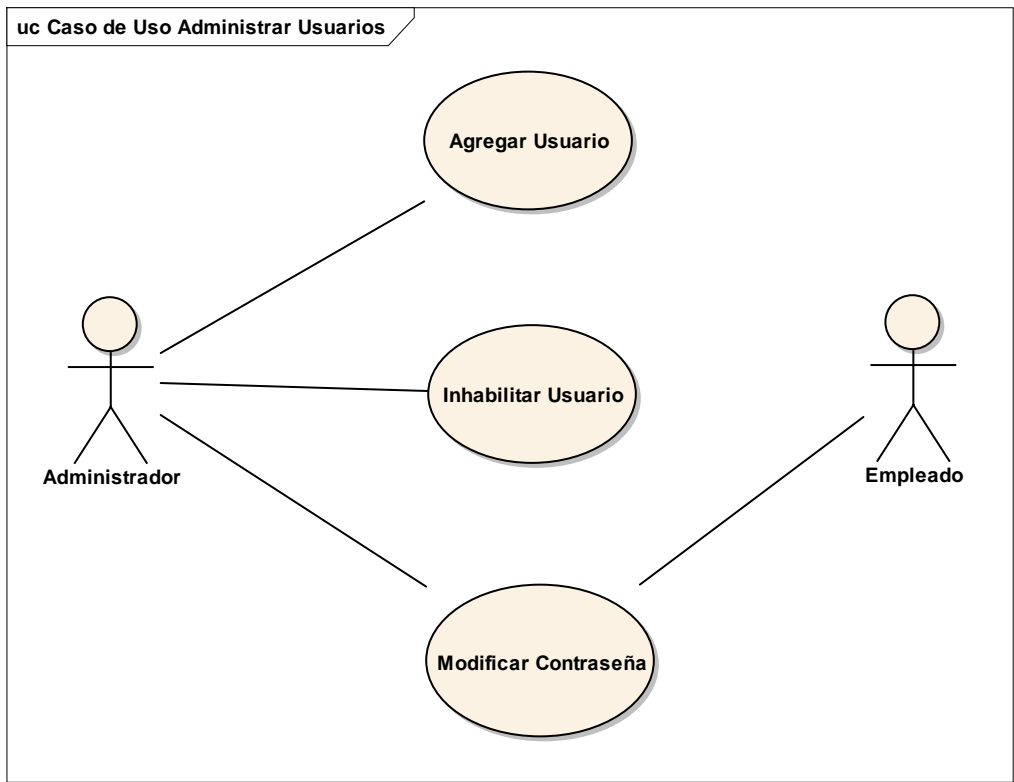 uc Caso de Uso Administrar Usuarios
Agregar Usuario
Inhabilitar Usuario
Administrador
Empleado
Modificar Contraseña